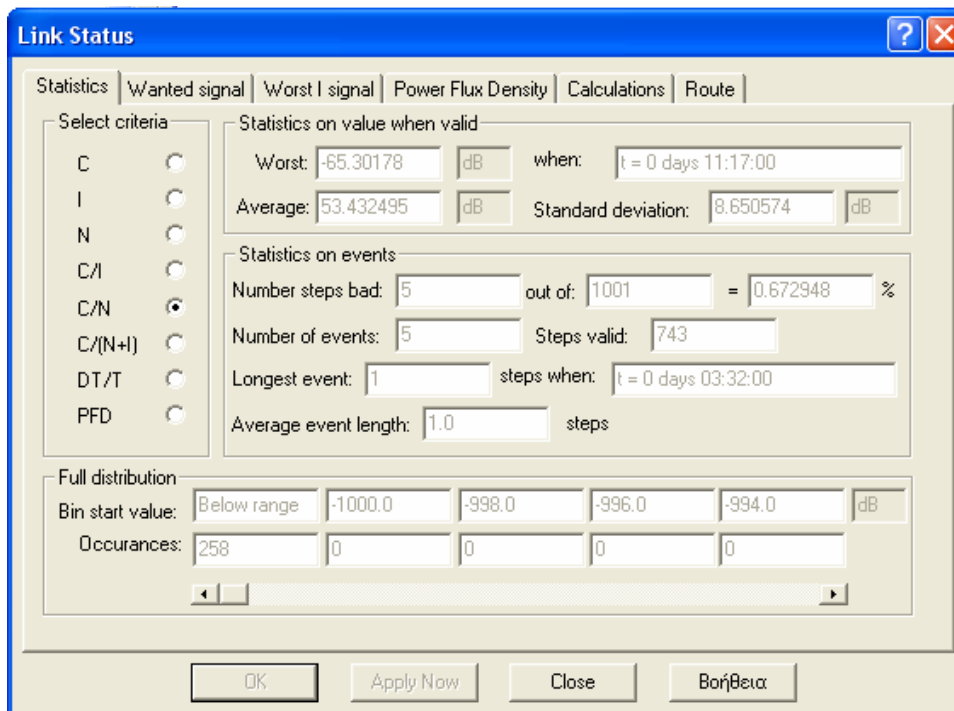 Link Status
Statistics Wanted signal Worst I signal Power Flux Density Calculations Route
Select criteria
C
I
N
C/I
C/N
C/(N+I)
DT/T
PFD
Statistics on value when valid
Worst: -65.30178 dB when: t = 0 days 11:17:00
Average: 53.432495 dB Standard deviation: 8.650574 dB
Statistics on events
Number steps bad: 5 out of: 1001 = 0.672948 %
Number of events: 5 Steps valid: 743
Longest event: 1 steps when: t = 0 days 03:32:00
Average event length: 1.0 steps
Full distribution
Bin start value: Below range -1000.0 -998.0 -996.0 -994.0 dB
Occurances: 258 0 0 0 0
OK Apply Now Close Βοήθεια